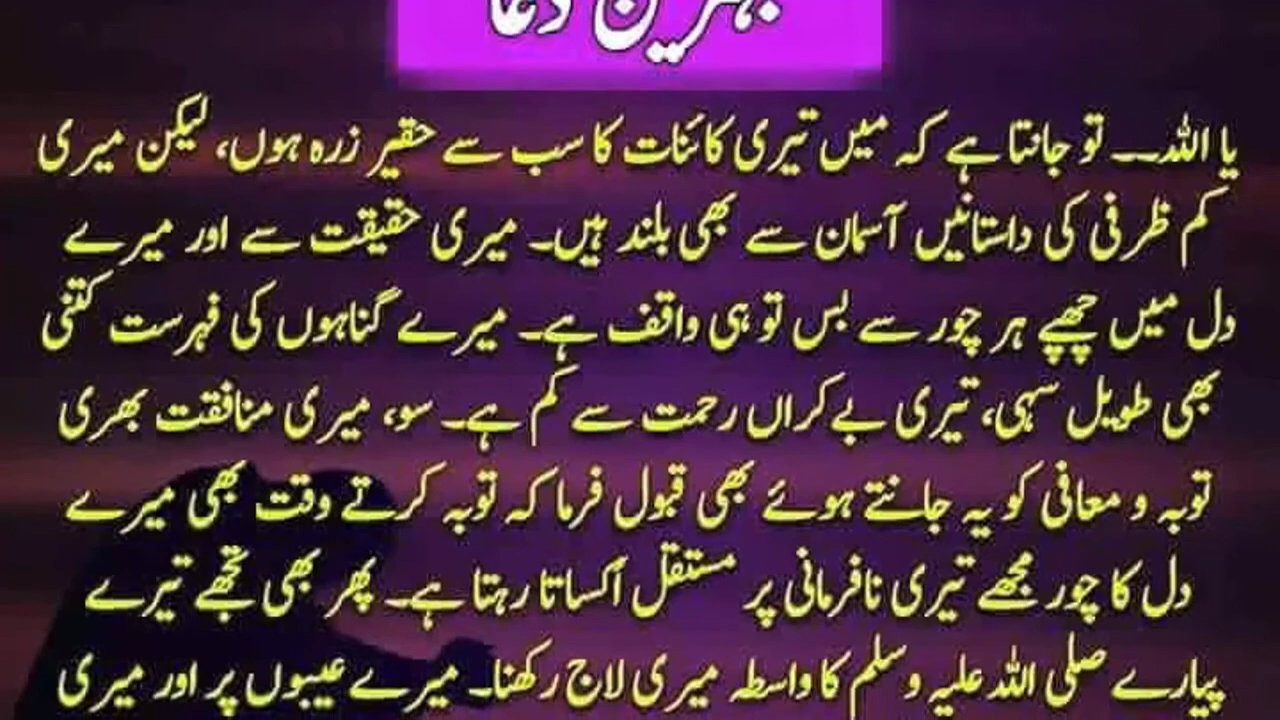 بہترین دعا
یا اللہ۔۔ تو جانتا ہے کہ میں تیری کائنات کا سب سے حقیر زرہ ہوں، لیکن میری
کم ظرفی کی داستانیں آسمان سے بھی بلند ہیں۔ میری حقیقت سے اور میرے
دل میں چھپے ہر چور سے بس تو ہی واقف ہے۔ میرے گناہوں کی فہرست کتنی
بھی طویل سہی، تیری بے کراں رحمت سے کم ہے۔ سو، میری منافقت بھری
توبہ و معافی کو یہ جانتے ہوئے بھی قبول فرما کہ توبہ کرتے وقت بھی میرے
دل کا چور مجھے تیری نافرمانی پر مستقل اُکساتا رہتا ہے۔ پھر بھی تجھے تیرے
پیارے صلی اللہ علیہ وسلم کا واسطہ میری لاج رکھنا۔ میرے عیبوں پر اور میری